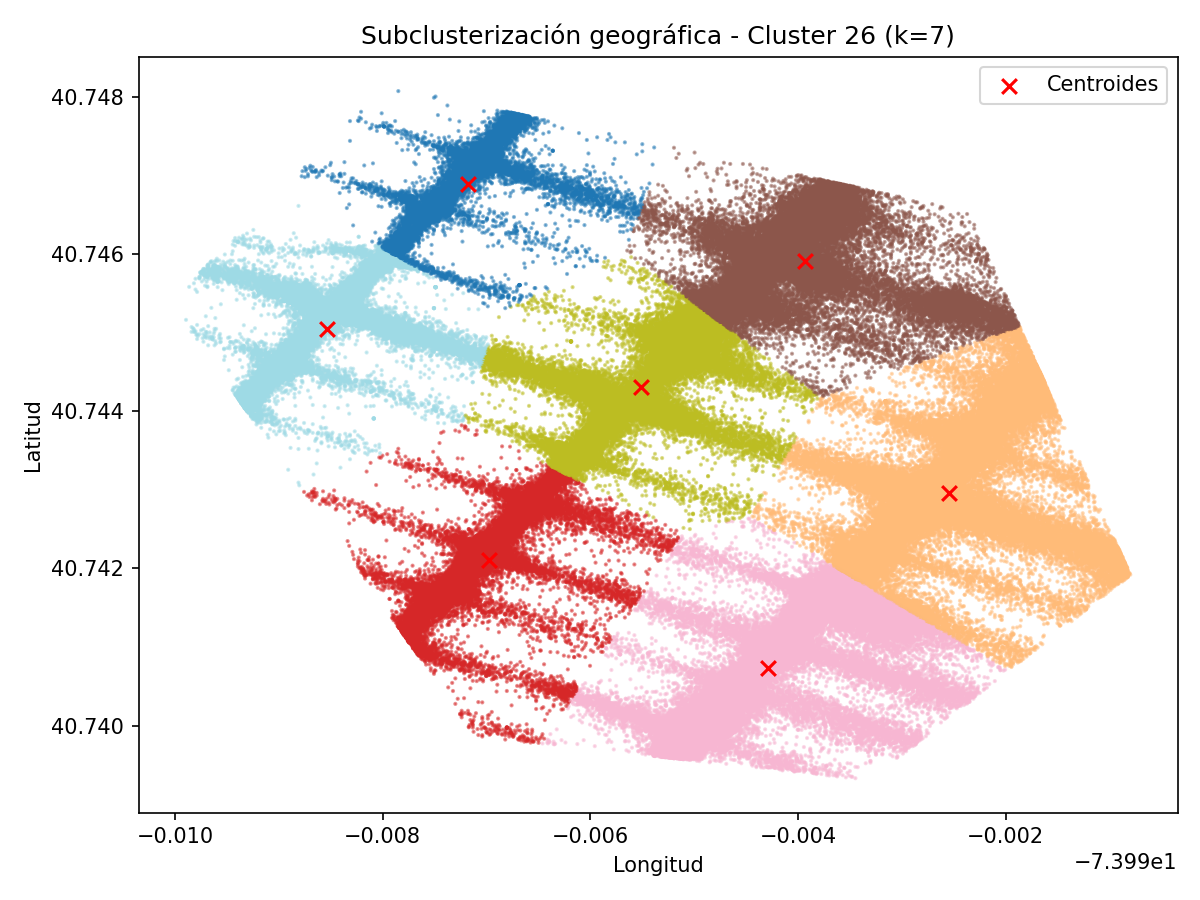 Subclusterización geográfica - Cluster 26 (k=7)
Centroides
40.748
40.746
40.744
40.742
40.740
Latitud
−0.010
−0.008
−0.006
−0.004
−0.002
−7.399e1
Longitud